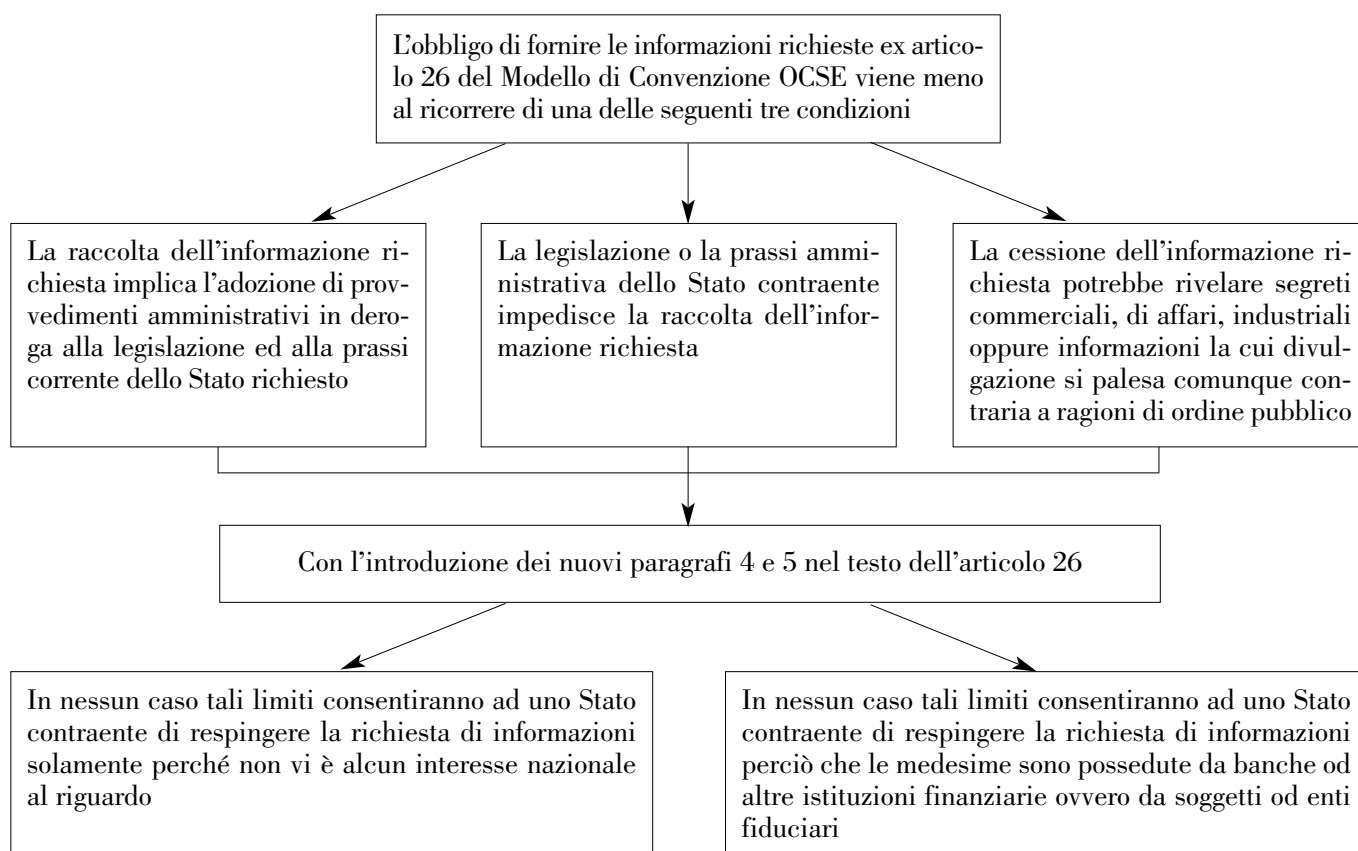 L'obbligo di fornire le informazioni richieste ex artico-
lo 26 del Modello di Convenzione OCSE viene meno
al ricorrere di una delle seguenti tre condizioni
La raccolta dell'informazione ri-
chiesta implica l'adozione di prov-
vedimenti amministrativi in dero-
ga alla legislazione ed alla prassi
corrente dello Stato richiesto
La legislazione o la prassi ammi-
nistrativa dello Stato contraente
impedisce la raccolta dell'infor-
mazione richiesta
La cessione dell'informazione ri-
chiesta potrebbe rivelare segreti
commerciali, di affari, industriali
oppure informazioni la cui divul-
gazione si palesa comunque con-
traria a ragioni di ordine pubblico
Con l'introduzione dei nuovi paragrafi 4 e 5 nel testo dell'articolo 26
In nessun caso tali limiti consentiranno ad uno Stato
contraente di respingere la richiesta di informazioni
solamente perché non vi è alcun interesse nazionale
al riguardo
In nessun caso tali limiti consentiranno ad uno Stato
contraente di respingere la richiesta di informazioni
perciò che le medesime sono possedute da banche od
altre istituzioni finanziarie ovvero da soggetti od enti
fiduciari